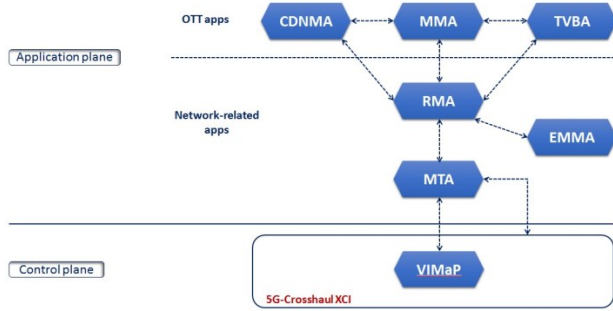 OTT apps
CDNMA
MMA
TVBA
Application plane
RMA
Network-related
apps
EMMA
MTA
Control plane
VIMaP
5G-Crosshaul XCI